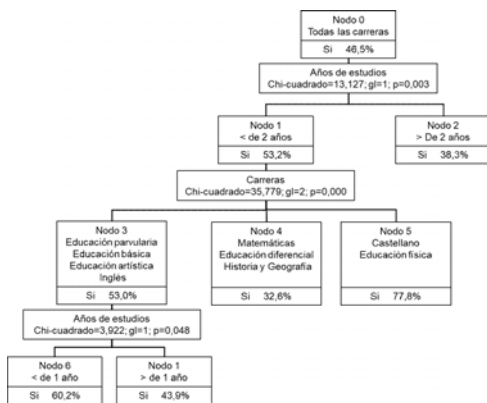 Nodo 0
Todas las carreras
Si 46,5%
Años de estudios
Chi-cuadrado=13,127; gl=1; p=0,003
Nodo 1
< de 2 años
Si 53,2%
Nodo 2
> De 2 años
Si 38,3%
Carreras
Chi-cuadrado=35,779; gl=2; p=0,000
Nodo 3
Educación parvularia
Educación básica
Educación artística
Inglés
Si 53,0%
Nodo 4
Matemáticas
Educación diferencial
Historia y Geografía
Si 32,6%
Nodo 5
Castellano
Educación física
Si 77,8%
Años de estudios
Chi-cuadrado=3,922; gl=1; p=0,048
Nodo 6
< de 1 año
Si 60,2%
Nodo 1
> de 1 año
Si 43,9%